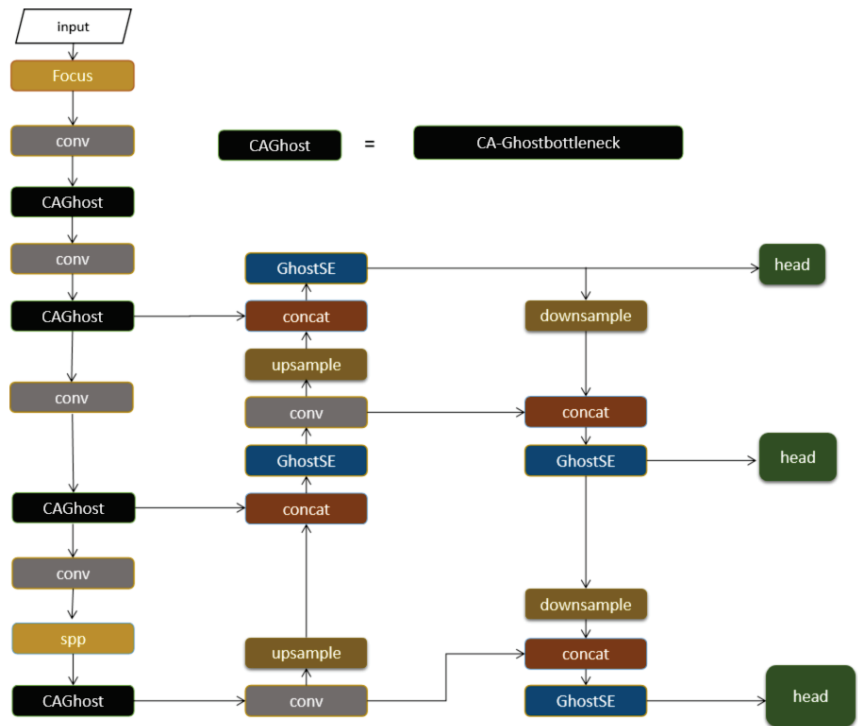 input
Focus
conv
CAGhost
conv
CAGhost
conv
CAGhost
conv
spp
CAGhost
CAGhost = CA-Ghostbottleneck
GhostSE
concat
upsample
conv
GhostSE
concat
upsample
conv
head
downsample
concat
GhostSE
head
downsample
concat
GhostSE
head